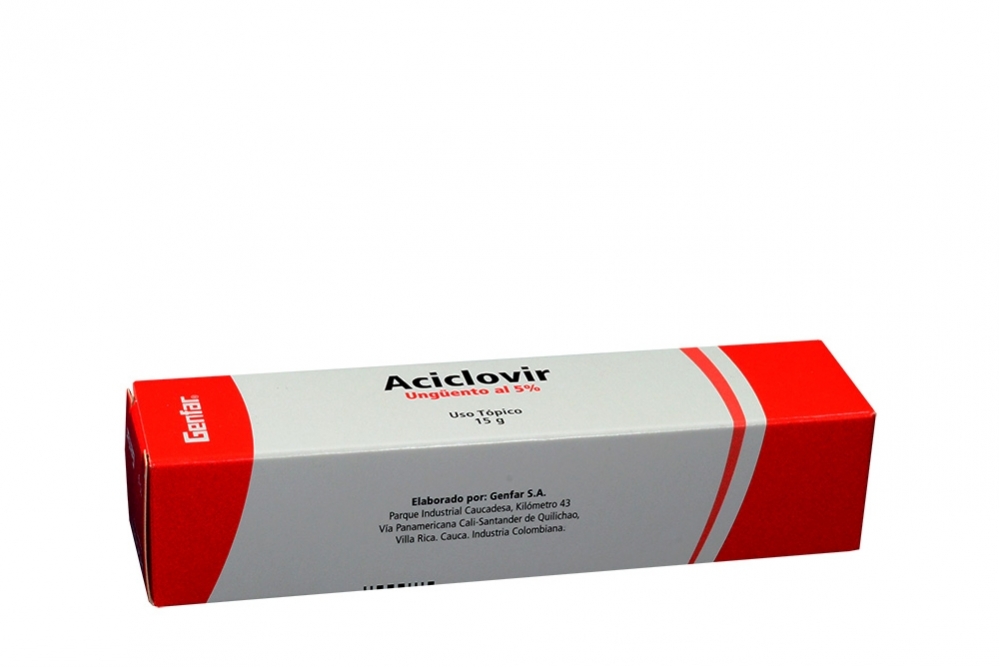 Genfar®
Aciclovir
Ungüento al 5%
Uso Tópico
15 g
Elaborado por: Genfar S.A.
Parque Industrial Caucadesa, Kilómetro 43
Vía Panamericana Cali-Santander de Quilichao,
Villa Rica. Cauca. Industria Colombiana.